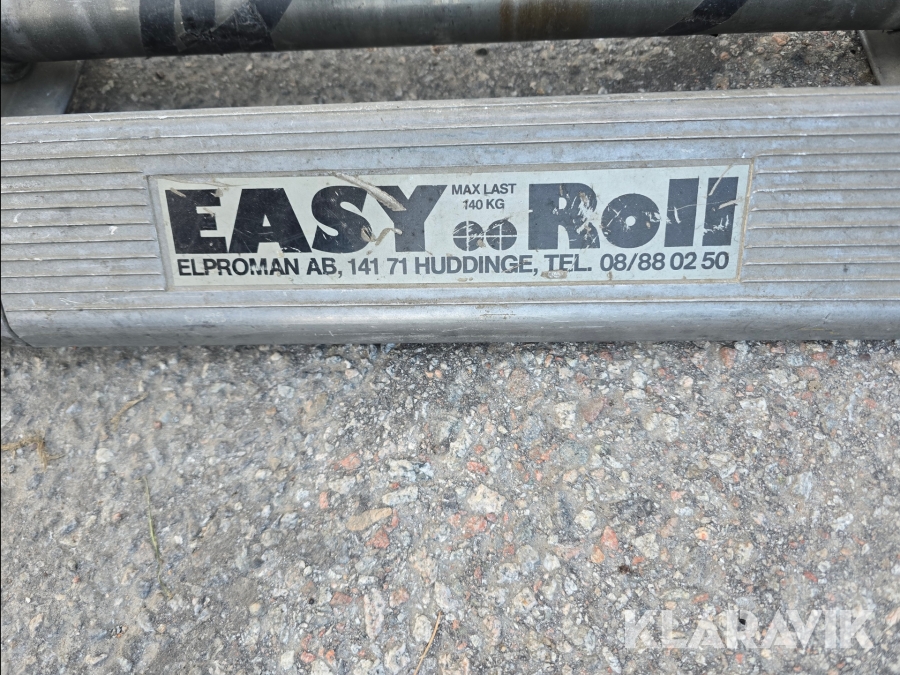 EASY
MAX LAST
140 KG
Roll
ELPROMAN AB, 141 71 HUDDINGE, TEL. 08/88 02 50
KLARAVIK